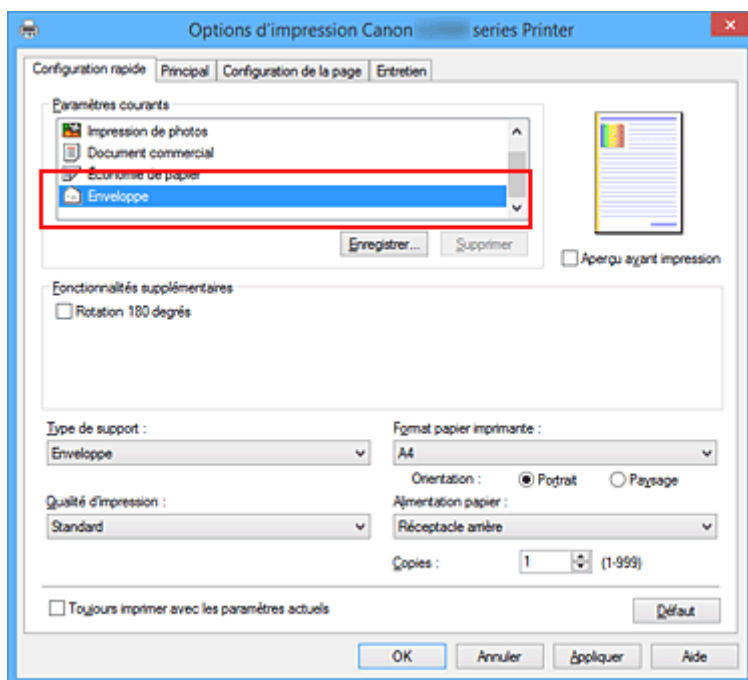 Options d'impression Canon series Printer
Configuration rapide Principal Configuration de la page Entretien
Paramètres courants
Impression de photos
Document commercial
Économie de papier
Enveloppe
Enregistrer... Supprimer
Aperçu avant impression
Fonctionnalités supplémentaires
Rotation 180 degrés
Type de support : Format papier imprimante :
Enveloppe A4
Orientation : Portrait Paysage
Qualité d'impression : Alimentation papier :
Standard Réceptacle arrière
Copies : 1 (1-999)
Toujours imprimer avec les paramètres actuels Défaut
OK Annuler Appliquer Aide